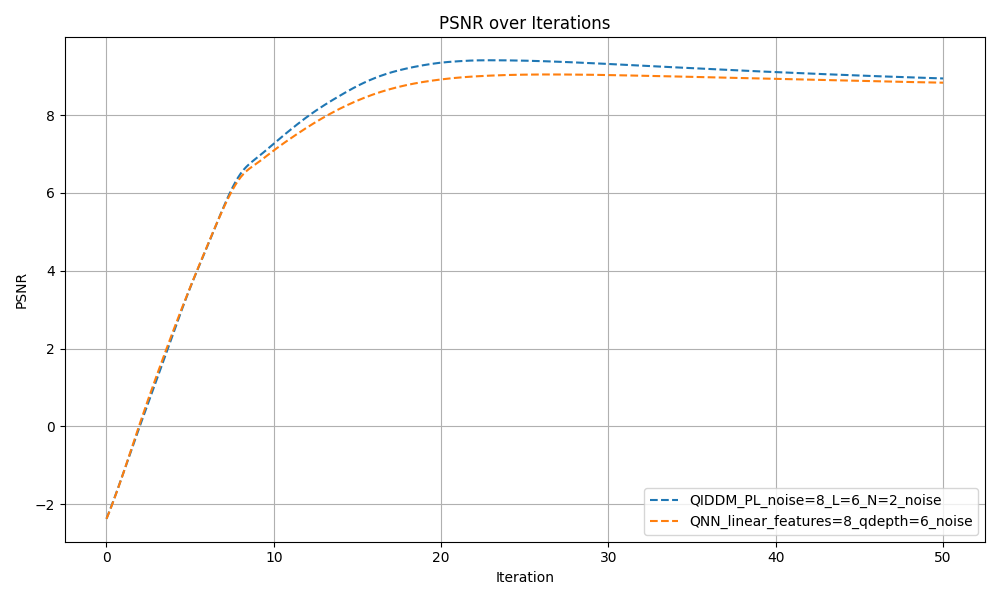 PSNR over Iterations
PSNR
8
6
4
2
0
−2
0 10 20 30 40 50
Iteration
QIDDM_PL_noise=8_L=6_N=2_noise
QNN_linear_features=8_qdepth=6_noise